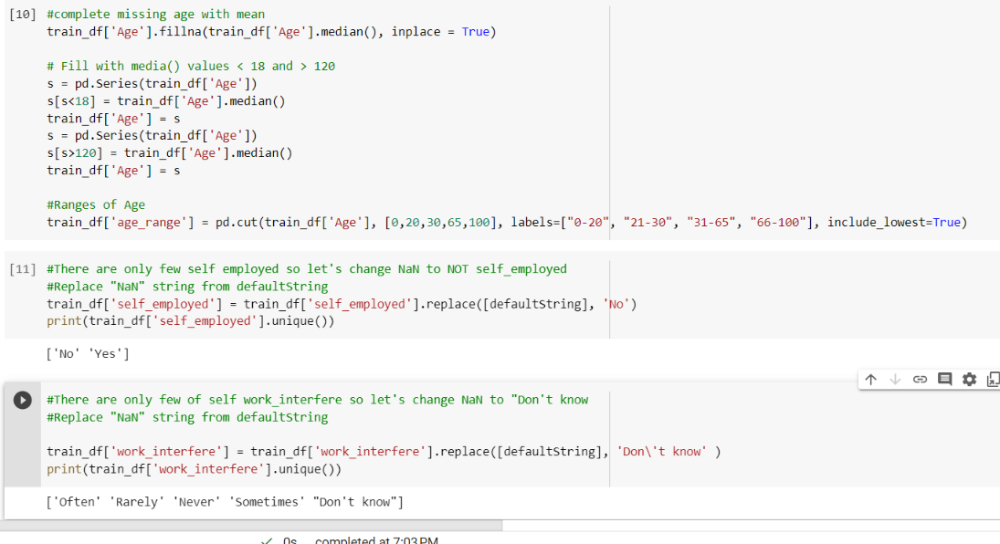 [10] #complete missing age with mean
train_df['Age'].fillna(train_df['Age'].median(), inplace = True)
# Fill with media() values < 18 and > 120
s = pd.Series(train_df['Age'])
s[s<18] = train_df['Age'].median()
train_df['Age'] = s
s = pd.Series(train_df['Age'])
s[s>120] = train_df['Age'].median()
train_df['Age'] = s
#Ranges of Age
train_df['age_range'] = pd.cut(train_df['Age'], [0,20,30,65,100], labels=["0-20", "21-30", "31-65", "66-100"], include_lowest=True)
[11] #There are only few self employed so let's change NaN to NOT self_employed
#Replace "NaN" string from defaultString
train_df['self_employed'] = train_df['self_employed'].replace([defaultString], 'No')
print(train_df['self_employed'].unique())
['No' 'Yes']
#There are only few of self work_interfere so let's change NaN to "Don't know
#Replace "NaN" string from defaultString
train_df['work_interfere'] = train_df['work_interfere'].replace([defaultString], 'Don\'t know' )
print(train_df['work_interfere'].unique())
['Often' 'Rarely' 'Never' 'Sometimes' "Don't know"]
0s completed at 7:03 PM